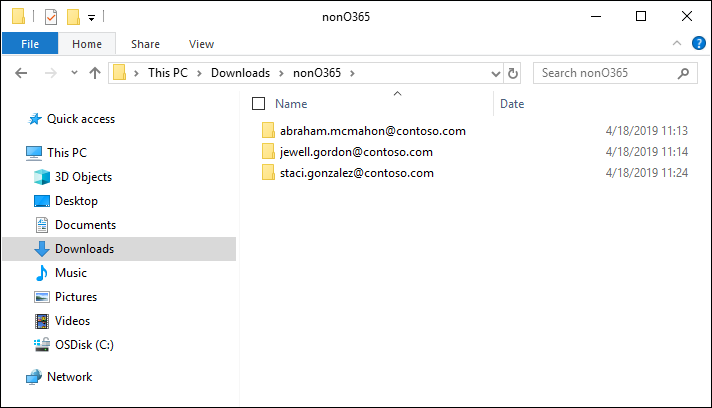 nonO365
File Home Share View
This PC Downloads nonO365 Search nonO365
Name Date
Quick access
abraham.mcmahon@contoso.com 4/18/2019 11:13
This PC
jewell.gordon@contoso.com 4/18/2019 11:14
3D Objects
staci.gonzalez@contoso.com 4/18/2019 11:24
Desktop
Documents
Downloads
Music
Pictures
Videos
OSDisk (C:)
Network